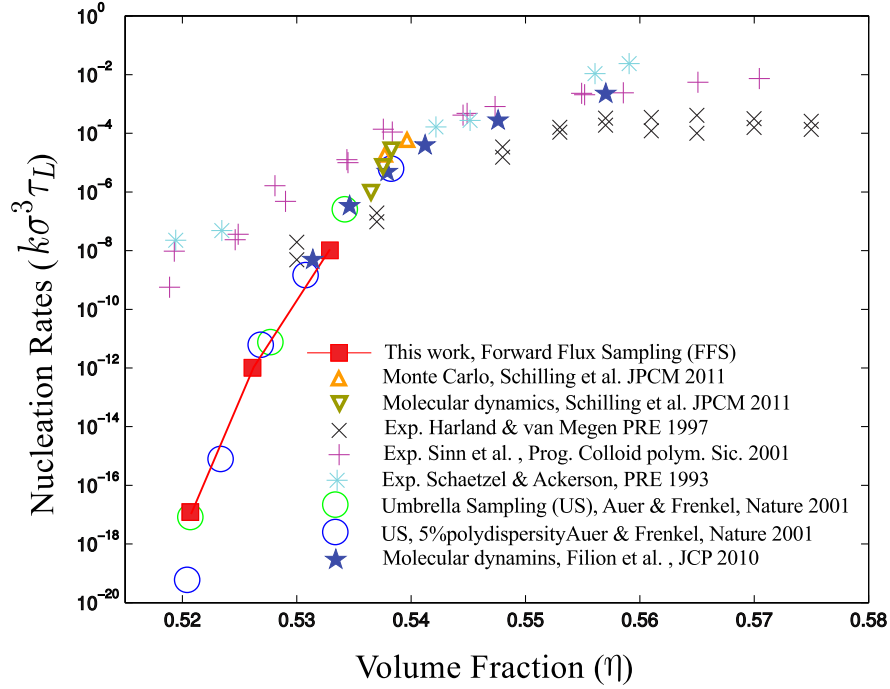 Nucleation Rates (kσ³τ_L)
10⁰
10⁻²
10⁻⁴
10⁻⁶
10⁻⁸
10⁻¹⁰
10⁻¹²
10⁻¹⁴
10⁻¹⁶
10⁻¹⁸
10⁻²⁰
This work, Forward Flux Sampling (FFS)
Monte Carlo, Schilling et al. JPCM 2011
Molecular dynamics, Schilling et al. JPCM 2011
Exp. Harland & van Megen PRE 1997
Exp. Sinn et al. , Prog. Colloid polym. Sic. 2001
Exp. Schaetzel & Ackerson, PRE 1993
Umbrella Sampling (US), Auer & Frenkel, Nature 2001
US, 5%polydispersityAuer & Frenkel, Nature 2001
Molecular dynamins, Filion et al. , JCP 2010
0.52 0.53 0.54 0.55 0.56 0.57 0.58
Volume Fraction (η)